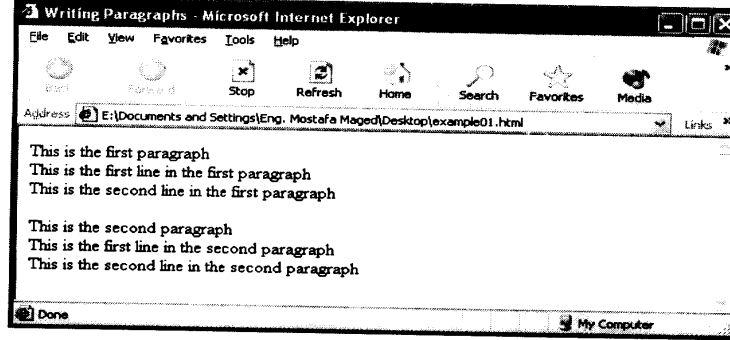 Writing Paragraphs - Microsoft Internet Explorer
File Edit View Favorites Tools Help
Back Forward Stop Refresh Home Search Favorites Media
Address E:\Documents and Settings\Eng. Mostafa Maged\Desktop\example01.html Links
This is the first paragraph
This is the first line in the first paragraph
This is the second line in the first paragraph
This is the second paragraph
This is the first line in the second paragraph
This is the second line in the second paragraph
Done My Computer